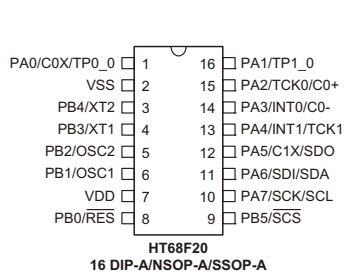 PA0/C0X/TP0_0 1 16 PA1/TP1_0
VSS 2 15 PA2/TCK0/C0+
PB4/XT2 3 14 PA3/INT0/C0-
PB3/XT1 4 13 PA4/INT1/TCK1
PB2/OSC2 5 12 PA5/C1X/SDO
PB1/OSC1 6 11 PA6/SDI/SDA
VDD 7 10 PA7/SCK/SCL
PB0/RES 8 9 PB5/SCS
HT68F20
16 DIP-A/NSOP-A/SSOP-A